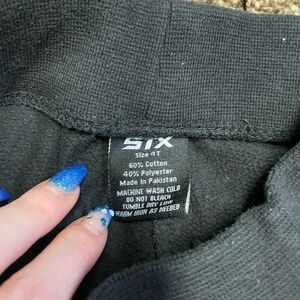 STX
Size 4T
60% Cotton
40% Polyester
Made in Pakistan
MACHINE WASH COLD
DO NOT BLEACH
TUMBLE DRY LOW
WARM IRON AS NEEDED